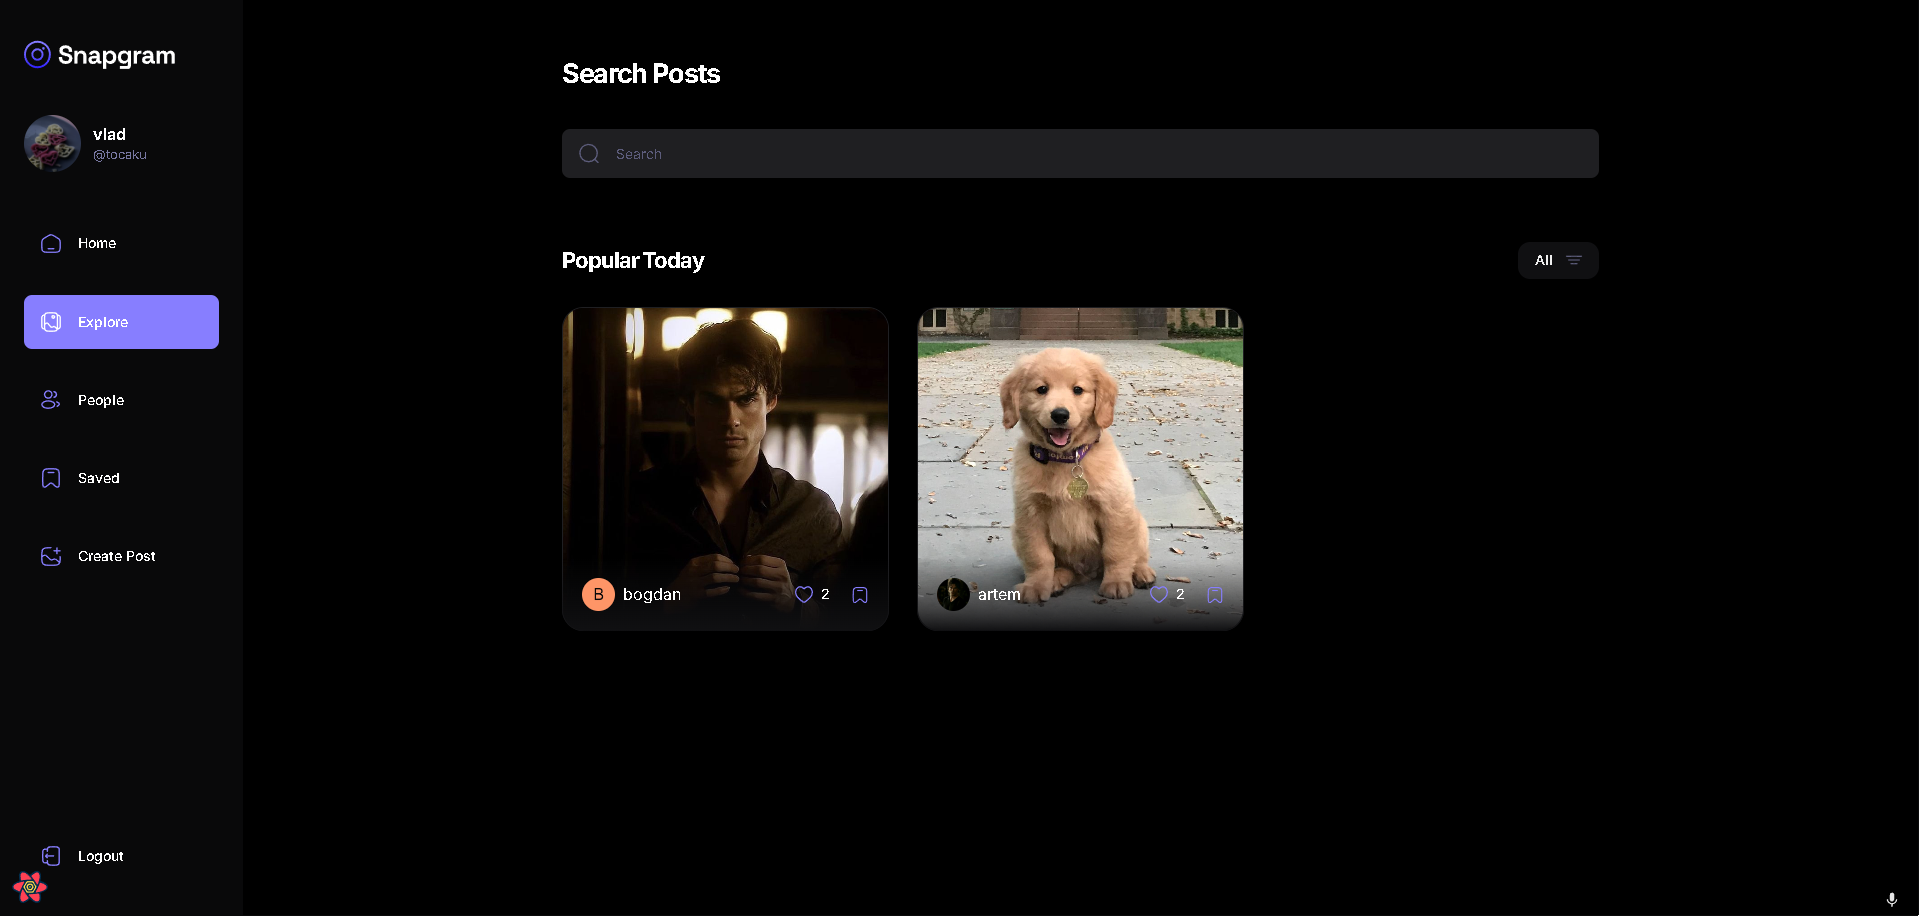 Snapgram
vlad
@tocaku
Home
Explore
People
Saved
Create Post
Logout
Search Posts
Search
Popular Today
All
B
bogdan
2
artem
2